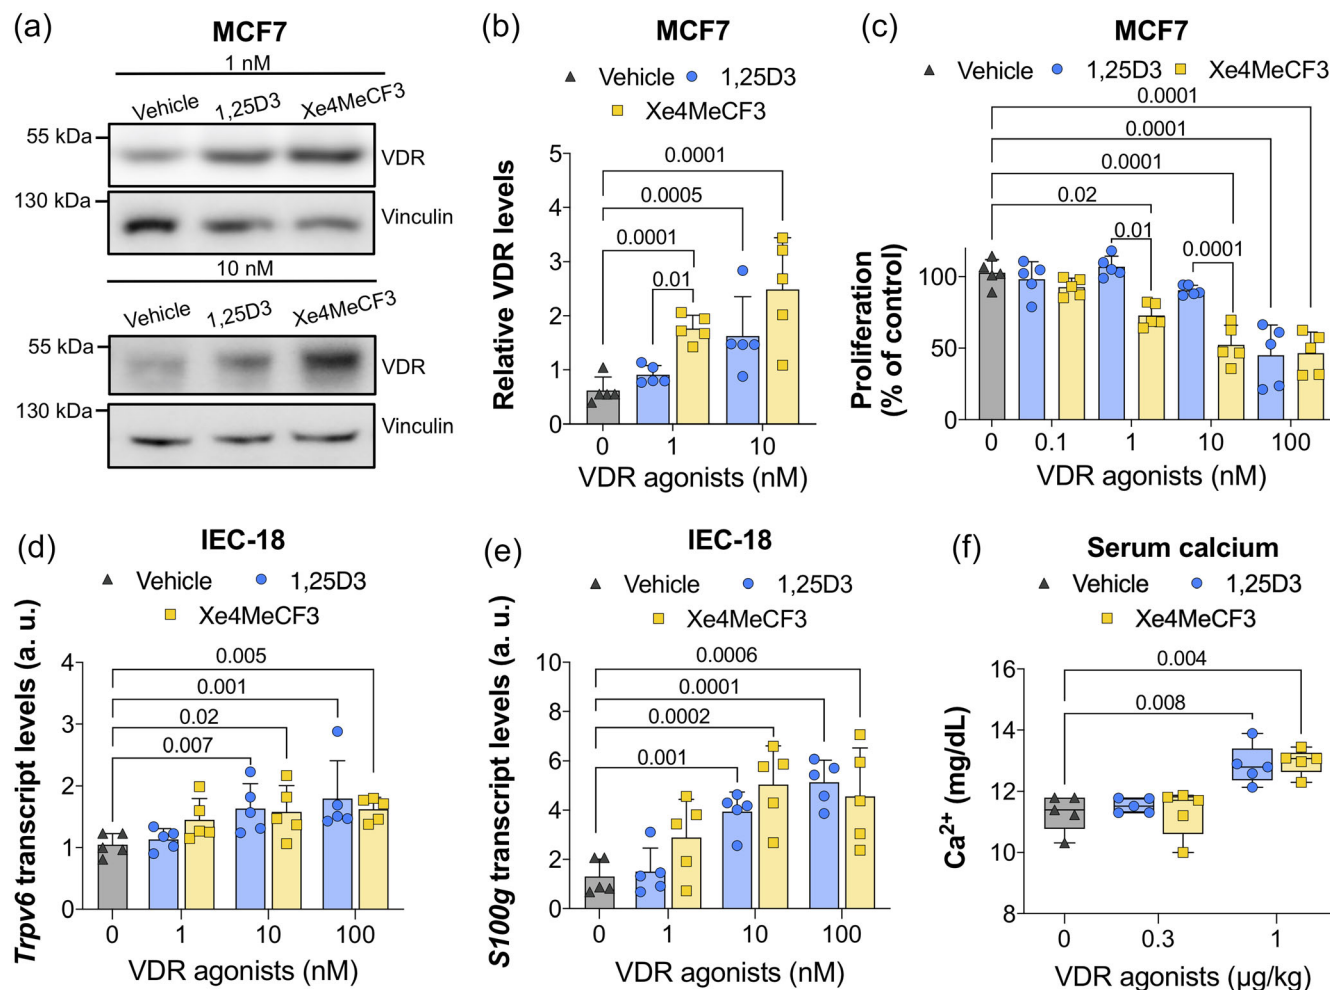 (a)
MCF7
1 nM
Vehicle 1,25D3 Xe4MeCF3
55 kDa
VDR
130 kDa
Vinculin
10 nM
Vehicle 1,25D3 Xe4MeCF3
55 kDa
VDR
130 kDa
Vinculin
(b)
MCF7
Vehicle 1,25D3
Xe4MeCF3
Relative VDR levels
5
4
3
2
1
0
0.0001
0.0005
0.0001
0.01
0 1 10
VDR agonists (nM)
(c)
MCF7
Vehicle 1,25D3 Xe4MeCF3
0.0001
0.0001
0.0001
0.02
0.01
0.0001
Proliferation
(% of control)
100
50
0
0 0.1 1 10 100
VDR agonists (nM)
(d)
IEC-18
Vehicle 1,25D3
Xe4MeCF3
Trpv6 transcript levels (a. u.)
4
3
2
1
0
0.005
0.001
0.02
0.007
0 1 10 100
VDR agonists (nM)
(e)
IEC-18
Vehicle 1,25D3
Xe4MeCF3
S100g transcript levels (a. u.)
10
8
6
4
2
0
0.0006
0.0001
0.0002
0.001
0 1 10 100
VDR agonists (nM)
(f)
Serum calcium
Vehicle 1,25D3
Xe4MeCF3
Ca²⁺ (mg/dL)
16
14
12
10
8
0.004
0.008
0 0.3 1
VDR agonists (µg/kg)